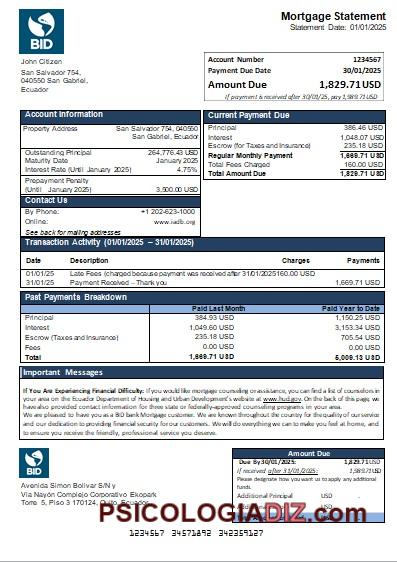 BID
Mortgage Statement
Statement Date: 01/01/2025
John Citizen
San Salvador 754,
040550 San Gabriel,
Ecuador
Account Number 1234567
Payment Due Date 30/01/2025
Amount Due 1,829.71 USD
If payment is received after 30/01/25, pay 1,989.71 USD
Account Information
Property Address San Salvador 754, 040550 San Gabriel, Ecuador
Outstanding Principal 264,776.43 USD
Maturity Date January 2025
Interest Rate (Until January 2025) 4.75%
Prepayment Penalty
(Until January 2025) 3,500.00 USD
Contact Us
By Phone: +1 202-623-1000
Online: www.iadb.org
See back for mailing addresses
Current Payment Due
Principal 386.46 USD
Interest 1,048.07 USD
Escrow (for Taxes and Insurance) 235.18 USD
Regular Monthly Payment 1,669.71 USD
Total Fees Charged 160.00 USD
Total Amount Due 1,829.71 USD
Transaction Activity (01/01/2025 – 31/01/2025)
Date Description Charges Payments
01/01/25 Late Fees (charged because payment was received after 31/2025 160.00 USD
31/01/25 Payment Received – Thank you 1,669.71 USD
Past Payments Breakdown
Paid Last Month Paid Year to Date
Principal 384.93 USD 1,150.25 USD
Interest 1,049.60 USD 3,153.34 USD
Escrow (Taxes and Insurance) 235.18 USD 705.54 USD
Fees 0.00 USD 0.00 USD
Total 1,669.71 USD 5,009.13 USD
Important Messages
If You Are Experiencing Financial Difficulty: If you would like mortgage counseling or assistance, you can find a list of counselors in
your area on the Ecuador Department of Housing and Urban Development's website at www.hud.gov. On the back of this page, we
have also provided contact information for three state or federally-approved counseling programs in your area.
We are pleased to have you as a BID bank Mortgage customer. We are known throughout the country for the quality of our service
and our dedication to providing financial security for our customers. We will do everything we can to make you feel at home, and
to ensure you receive the friendly, professional service you deserve.
BID
Avenida Simon Bolivar S/N y
Via Nayón Complejo Corporativo Ekopark
Torre 5, Piso 3 170124, Quito, Ecuador
Amount Due
Due By 30/01/2025: 1,829.71 USD
If received after 31/01/25: 1,989.71 USD
Please designate how you want us to apply any additional
funds.
Additional Principal USD
PSICOLOGIADIZ.com
1234567 34571892 342359127